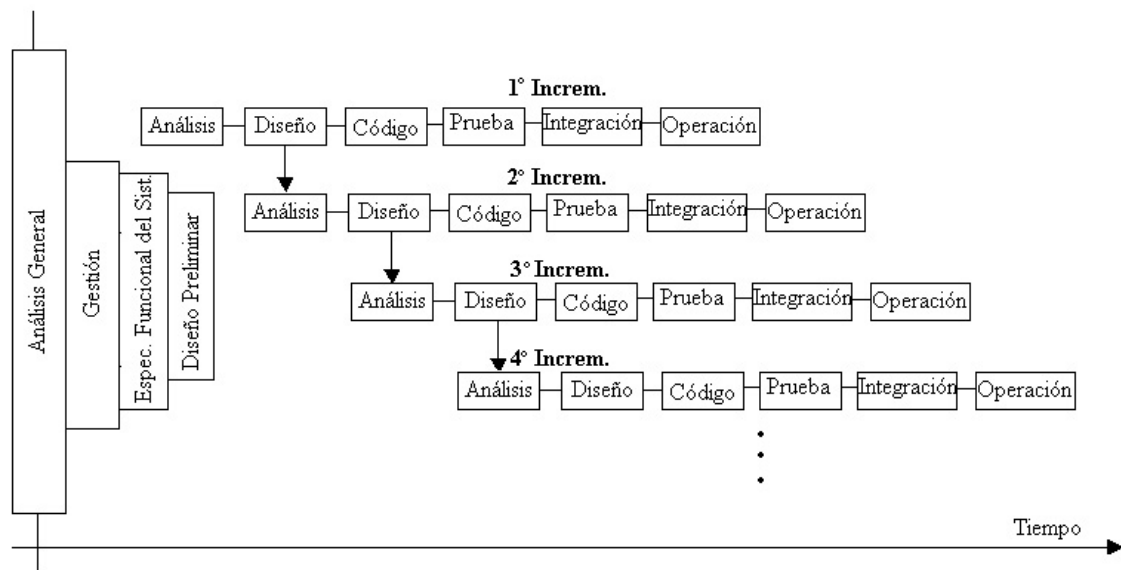 Análisis General
Gestión
Espec. Funcional del Sist.
Diseño Preliminar
1° Increm.
Análisis Diseño Código Prueba Integración Operación
2° Increm.
Análisis Diseño Código Prueba Integración Operación
3° Increm.
Análisis Diseño Código Prueba Integración Operación
4° Increm.
Análisis Diseño Código Prueba Integración Operación
Tiempo